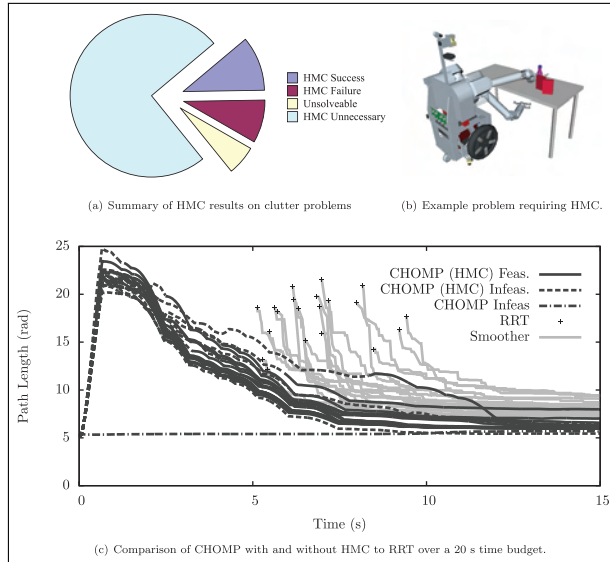 HMC Success
HMC Failure
Unsolveable
HMC Unnecessary
(a) Summary of HMC results on clutter problems
(b) Example problem requiring HMC.
25
20
15
10
5
0
Path Length (rad)
CHOMP (HMC) Feas.
CHOMP (HMC) Infeas.
CHOMP Infeas
RRT
Smoother
0
5
10
15
Time (s)
(c) Comparison of CHOMP with and without HMC to RRT over a 20 s time budget.